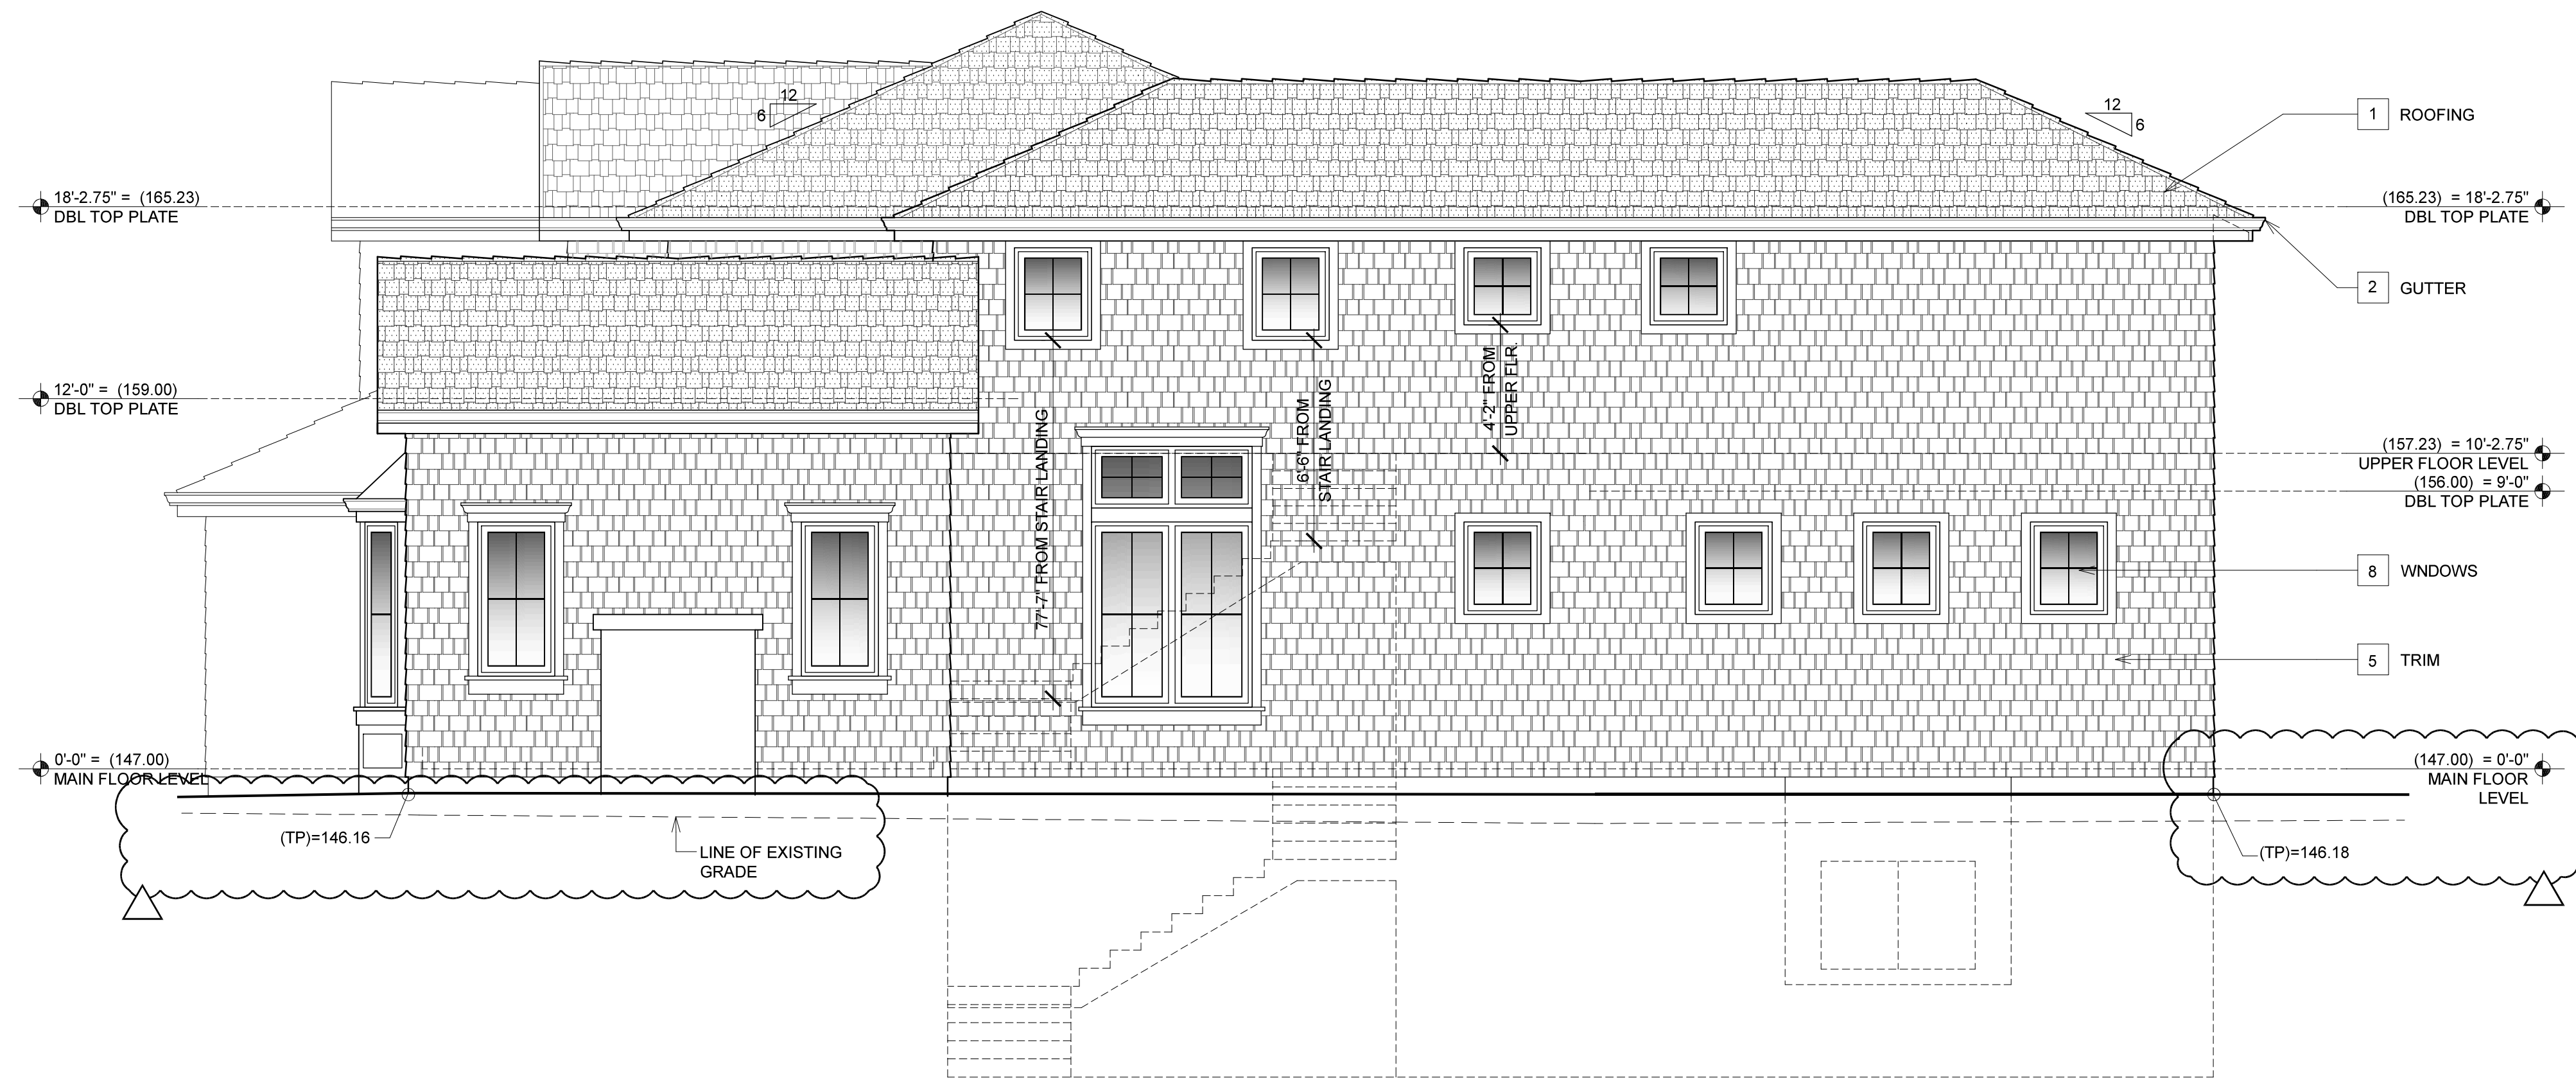 12
6
12
6
1 ROOFING
18'-2.75" = (165.23)
DBL TOP PLATE
(165.23) = 18'-2.75"
DBL TOP PLATE
2 GUTTER
12'-0" = (159.00)
DBL TOP PLATE
77'-7" FROM STAIR LANDING
6'-6" FROM
STAIR LANDING
4'-2" FROM
UPPER FLR.
(157.23) = 10'-2.75"
UPPER FLOOR LEVEL
(156.00) = 9'-0"
DBL TOP PLATE
8 WNDOWS
5 TRIM
0'-0" = (147.00)
MAIN FLOOR LEVEL
(147.00) = 0'-0"
MAIN FLOOR
LEVEL
(TP)=146.16
LINE OF EXISTING
GRADE
(TP)=146.18